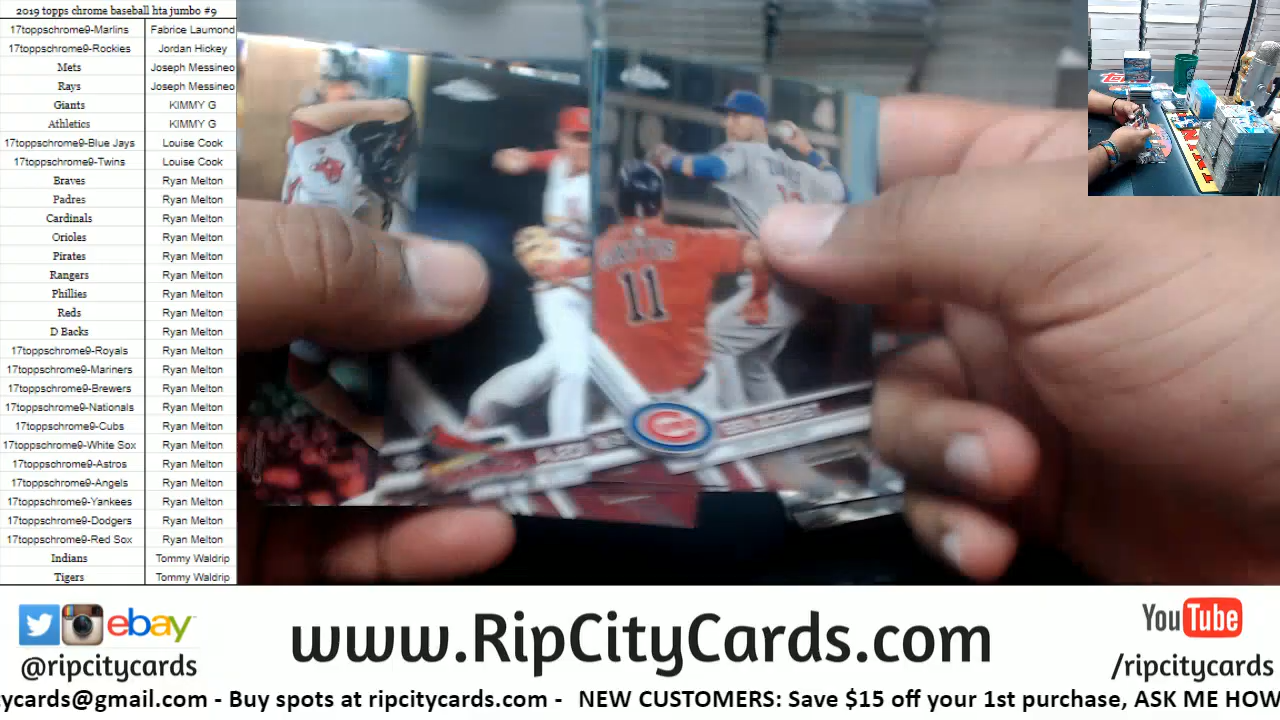 2019 topps chrome baseball hta jumbo #9
17toppschrome9-Marlins Fabrice Laumond
17toppschrome9-Rockies Jordan Hickey
Mets Joseph Messineo
Rays Joseph Messineo
Giants KIMMY G
Athletics KIMMY G
17toppschrome9-Blue Jays Louise Cook
17toppschrome9-Twins Louise Cook
Braves Ryan Melton
Padres Ryan Melton
Cardinals Ryan Melton
Orioles Ryan Melton
Pirates Ryan Melton
Rangers Ryan Melton
Phillies Ryan Melton
Reds Ryan Melton
D Backs Ryan Melton
17toppschrome9-Royals Ryan Melton
17toppschrome9-Mariners Ryan Melton
17toppschrome9-Brewers Ryan Melton
17toppschrome9-Nationals Ryan Melton
17toppschrome9-Cubs Ryan Melton
17toppschrome9-White Sox Ryan Melton
17toppschrome9-Astros Ryan Melton
17toppschrome9-Angels Ryan Melton
17toppschrome9-Yankees Ryan Melton
17toppschrome9-Dodgers Ryan Melton
17toppschrome9-Red Sox Ryan Melton
Indians Tommy Waldrip
Tigers Tommy Waldrip
11
ebay
@ripcitycards
www.RipCityCards.com
YouTube
/ripcitycards
tycards@gmail.com - Buy spots at ripcitycards.com - NEW CUSTOMERS: Save $15 off your 1st purchase, ASK ME HOW